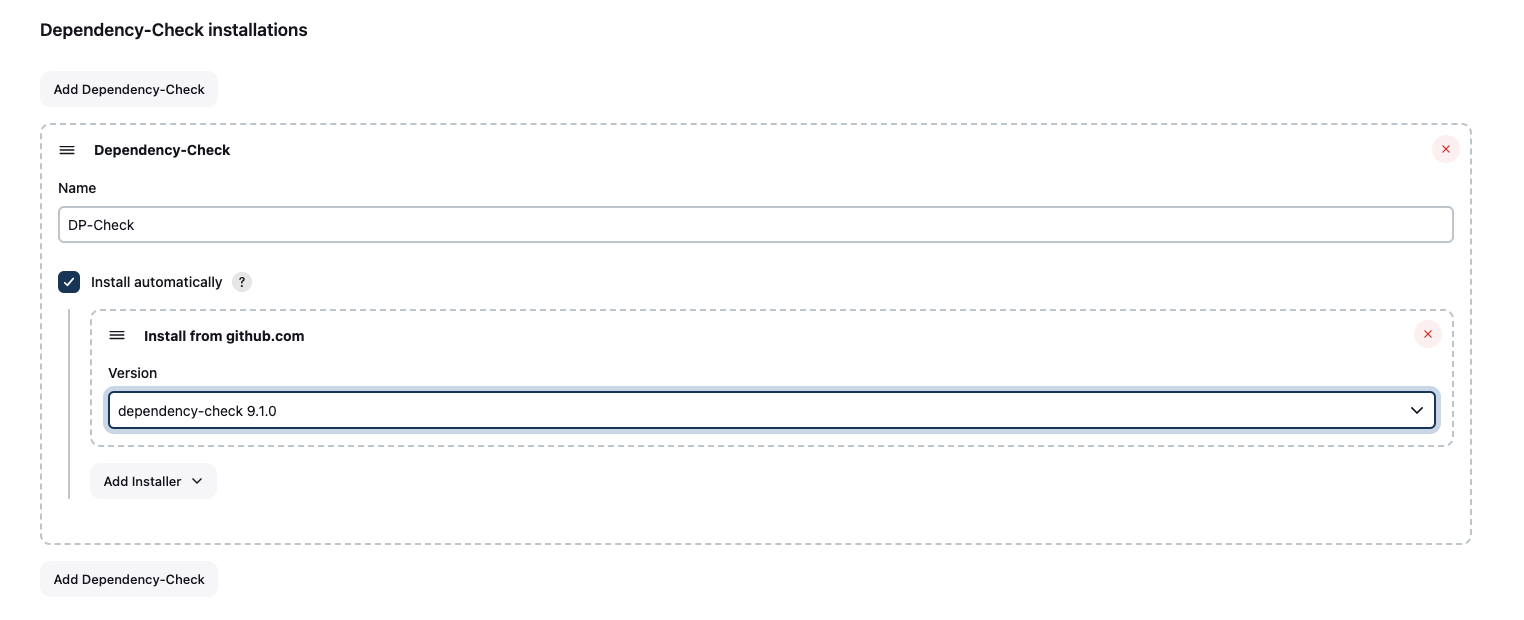 Dependency-Check installations
Add Dependency-Check
Dependency-Check
Name
DP-Check
Install automatically ?
Install from github.com
Version
dependency-check 9.1.0
Add Installer
Add Dependency-Check